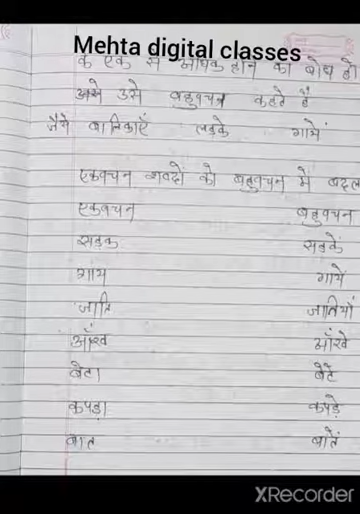 Mehta digital classes
के एक से अधिक होने का बोध हो
उसे बहुवचन कहते हैं
जैसे बालिकाएँ लड़के गायें
एकवचन शब्दों को बहुवचन में बदल
एकवचन बहुवचन
सड़क सड़कें
गाय गायें
जाति जातियाँ
आँख आँखे
बेटा बेटे
कपड़ा कपड़े
बात बातें
XRecorder